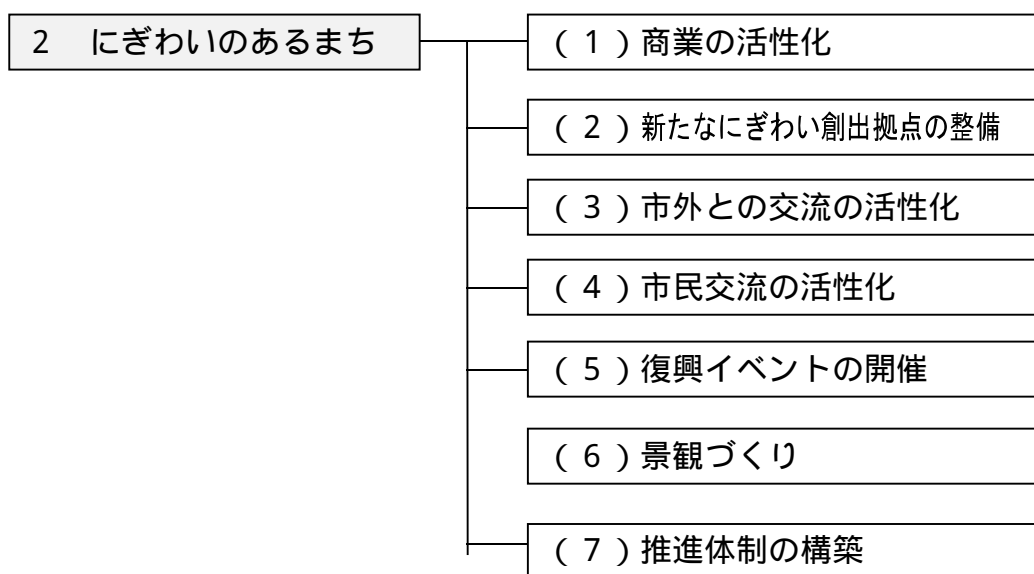 2 にぎわいのあるまち
(1)商業の活性化
(2)新たなにぎわい創出拠点の整備
(3)市外との交流の活性化
(4)市民交流の活性化
(5)復興イベントの開催
(6)景観づくり
(7)推進体制の構築